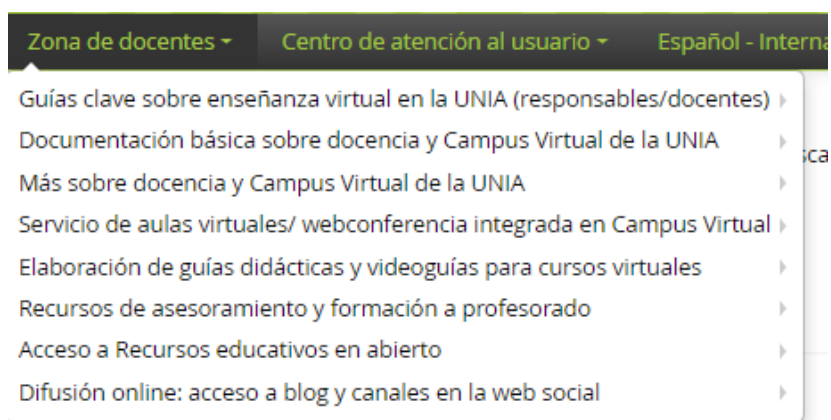 Zona de docentes Centro de atención al usuario Español - Interna
Guías clave sobre enseñanza virtual en la UNIA (responsables/docentes)
Documentación básica sobre docencia y Campus Virtual de la UNIA
Más sobre docencia y Campus Virtual de la UNIA
Servicio de aulas virtuales/ webconferencia integrada en Campus Virtual
Elaboración de guías didácticas y videoguías para cursos virtuales
Recursos de asesoramiento y formación a profesorado
Acceso a Recursos educativos en abierto
Difusión online: acceso a blog y canales en la web social